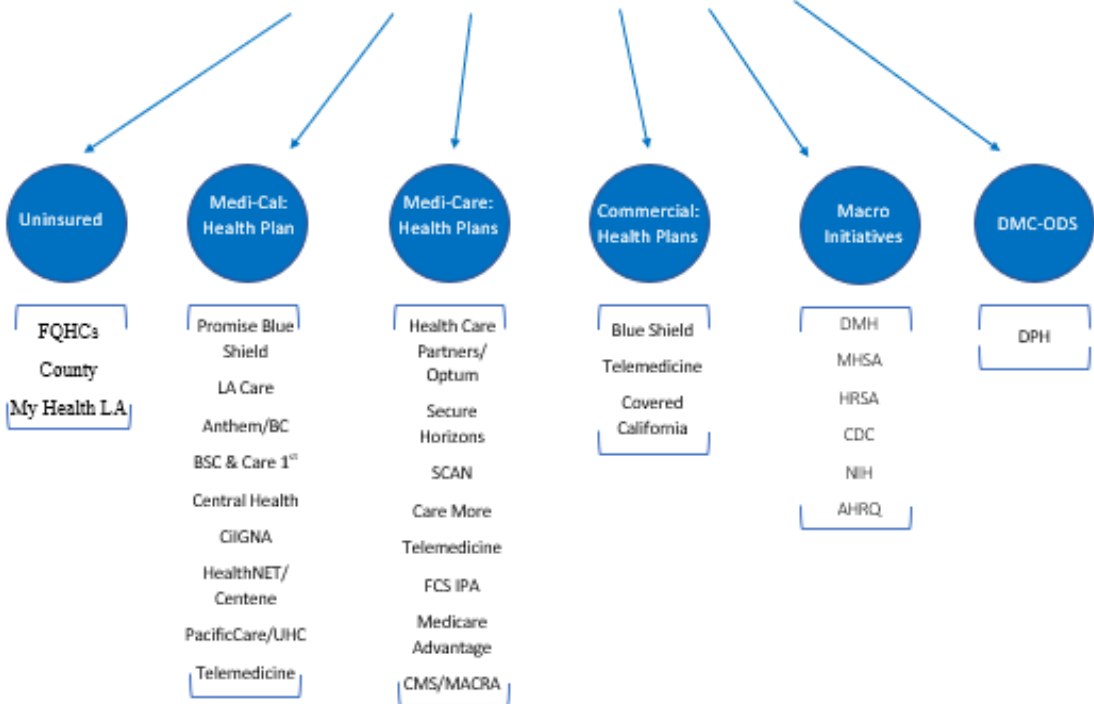 Uninsured
Medi-Cal:
Health Plan
Medi-Care:
Health Plans
Commercial:
Health Plans
Macro
Initiatives
DMC-ODS
FQHCs
County
My Health LA
Promise Blue
Shield
LA Care
Anthem/BC
BSC & Care 1st
Central Health
CiIGNA
HealthNET/
Centene
PacificCare/UHC
Telemedicine
Health Care
Partners/
Optum
Secure
Horizons
SCAN
Care More
Telemedicine
FCS IPA
Medicare
Advantage
CMS/MACRA
Blue Shield
Telemedicine
Covered
California
DMH
MHSA
HRSA
CDC
NIH
AHRQ
DPH